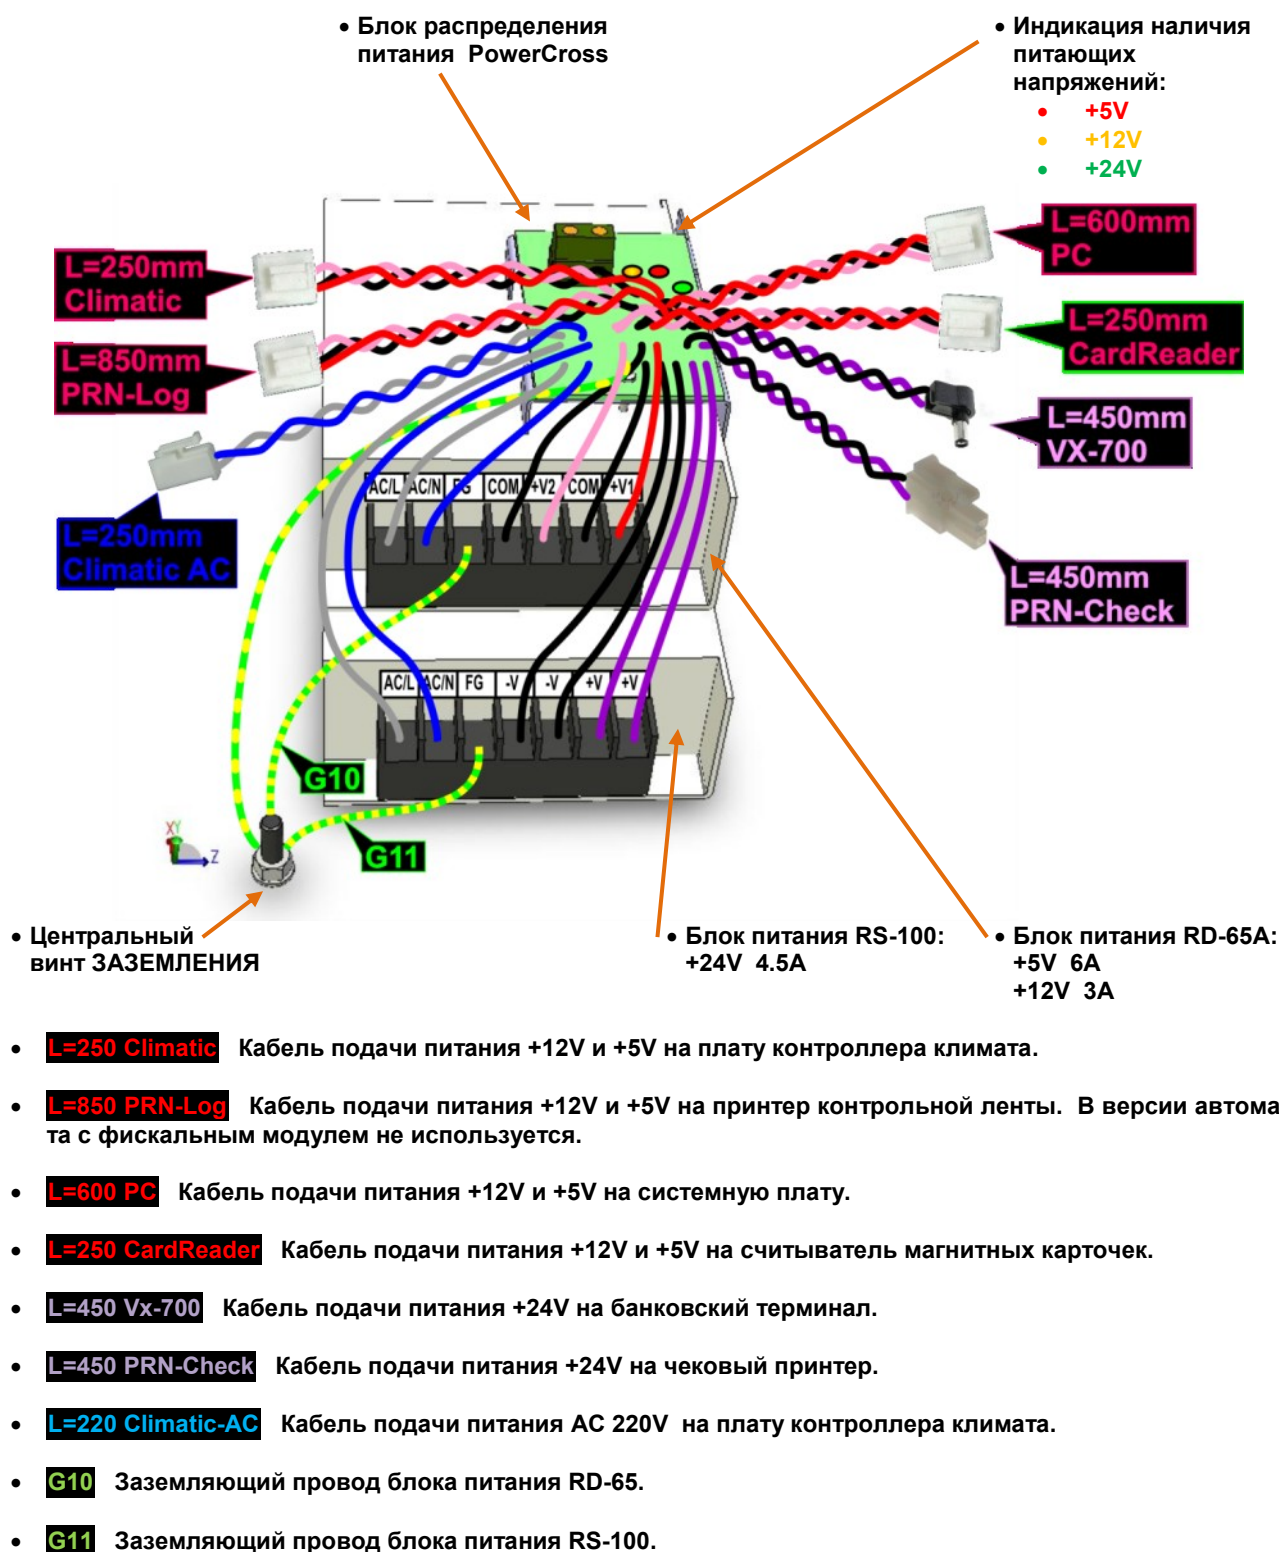 • Блок распределения
питания PowerCross
• Индикация наличия
питающих
напряжений:
• +5V
• +12V
• +24V
L=250mm
Climatic
L=600mm
PC
L=850mm
PRN-Log
L=250mm
CardReader
L=450mm
VX-700
L=250mm
Climatic AC
L=450mm
PRN-Check
AC/L AC/N FG COM +V2 COM +V1
AC/L AC/N FG -V -V +V +V
G10
G11
X Y
Z
• Центральный
винт ЗАЗЕМЛЕНИЯ
• Блок питания RS-100:
+24V 4.5A
• Блок питания RD-65A:
+5V 6A
+12V 3A
• L=250 Climatic Кабель подачи питания +12V и +5V на плату контроллера климата.
• L=850 PRN-Log Кабель подачи питания +12V и +5V на принтер контрольной ленты. В версии автома
та с фискальным модулем не используется.
• L=600 PC Кабель подачи питания +12V и +5V на системную плату.
• L=250 CardReader Кабель подачи питания +12V и +5V на считыватель магнитных карточек.
• L=450 Vx-700 Кабель подачи питания +24V на банковский терминал.
• L=450 PRN-Check Кабель подачи питания +24V на чековый принтер.
• L=220 Climatic-AC Кабель подачи питания AC 220V на плату контроллера климата.
• G10 Заземляющий провод блока питания RD-65.
• G11 Заземляющий провод блока питания RS-100.